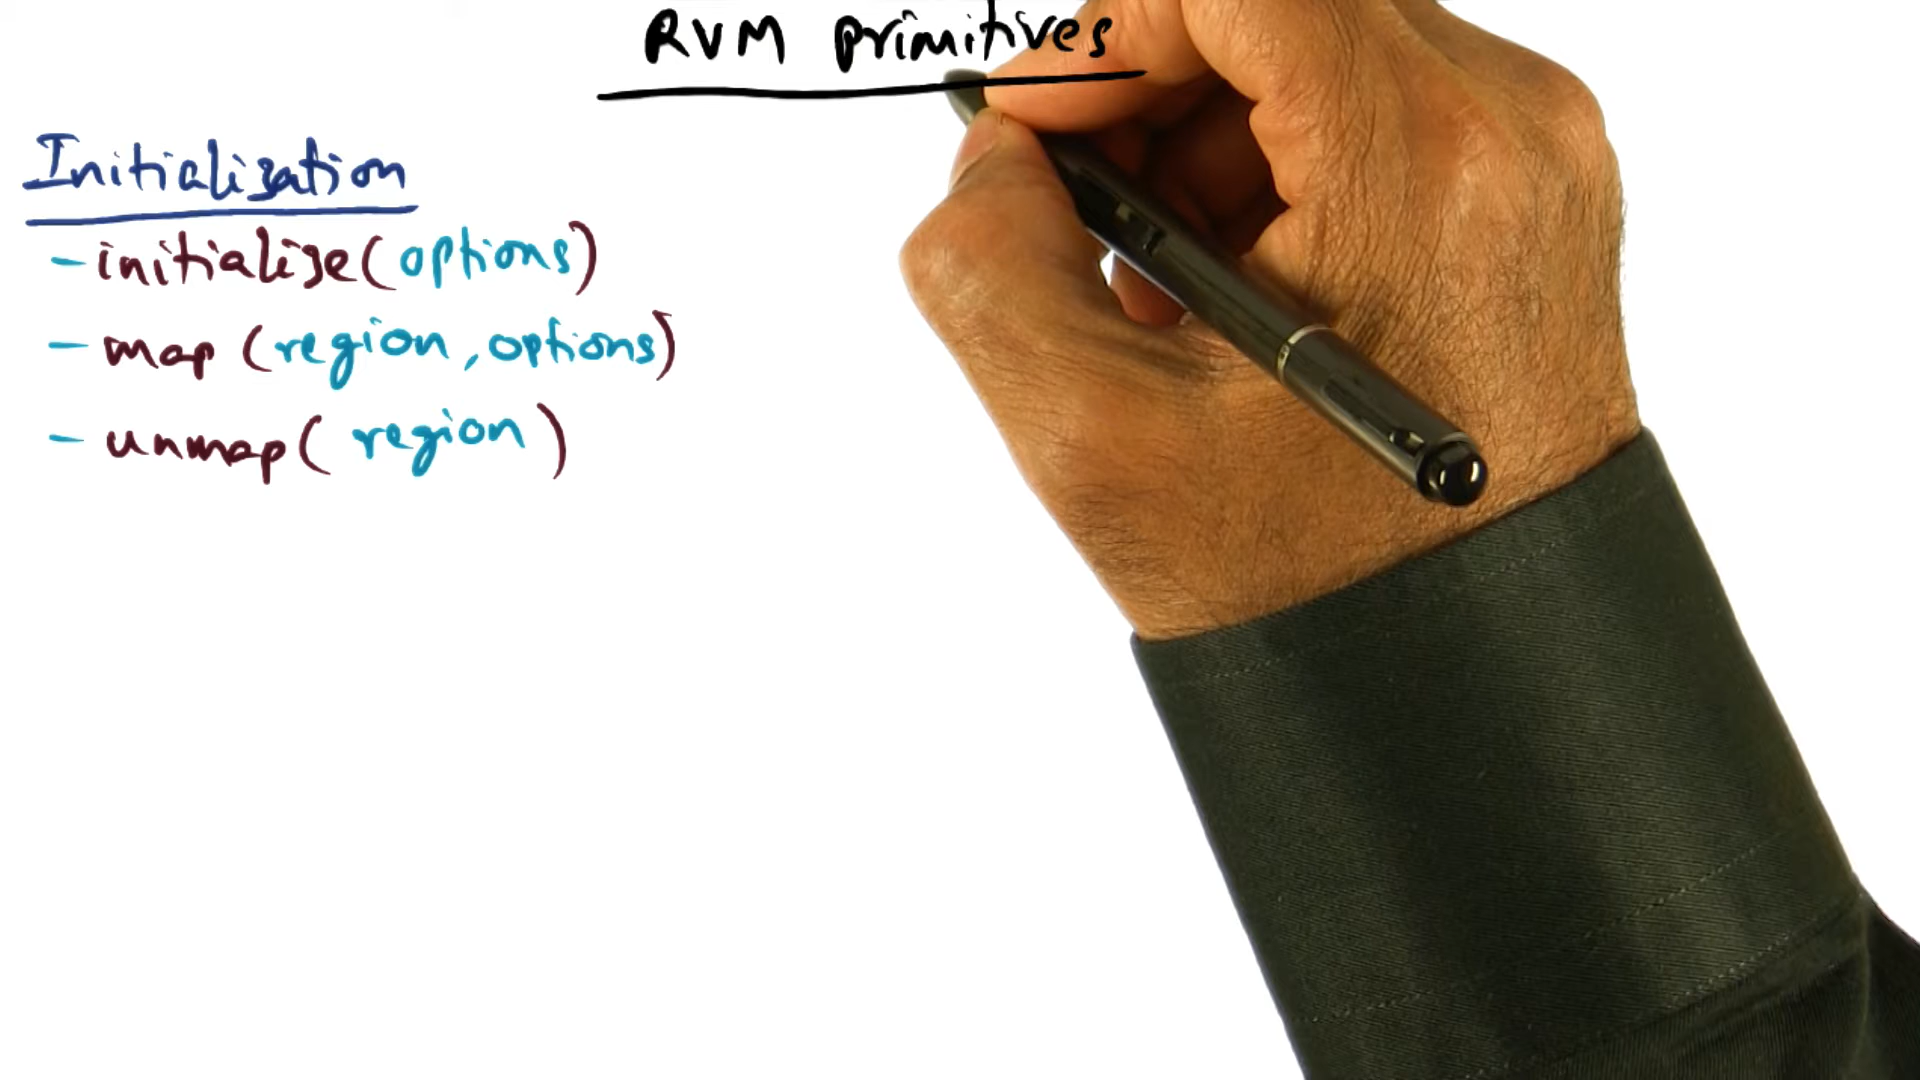 RVM primitives
Initialization
- initialize(options)
- map (region, options)
- unmap( region )